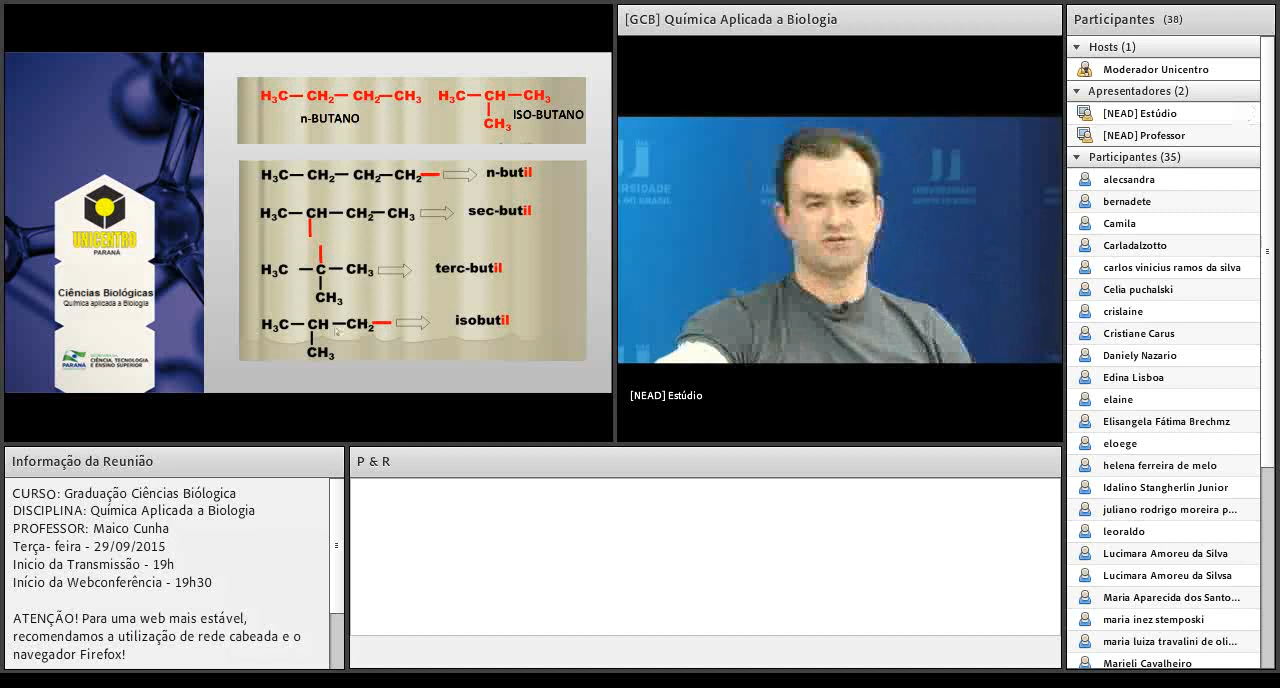 H₃C— CH₂— CH₂—CH₃
n-BUTANO
H₃C— CH —CH₃
CH₃
ISO-BUTANO
H₃C— CH₂— CH₂—CH₂—
n-butil
H₃C— CH—CH₂—CH₃
sec-butil
H₃C —C—CH₃
CH₃
terc-butil
H₃C— CH —CH₂—
CH₃
isobutil
UNICENTRO
PARANÁ
Ciências Biológicas
Química aplicada a Biologia
PARANÁ
CIÊNCIA, TECNOLOGIA
E ENSINO SUPERIOR
[GCB] Química Aplicada a Biologia
[NEAD] Estúdio
Participantes (38)
Hosts (1)
Moderador Unicentro
Apresentadores (2)
[NEAD] Estúdio
[NEAD] Professor
Participantes (35)
alecsandra
bernadete
Camila
Carladalzotto
carlos vinicius ramos da silva
Celia puchalski
crislaine
Cristiane Carus
Daniely Nazario
Edina Lisboa
elaine
Elisangela Fátima Brechmz
eloege
helena ferreira de melo
Idalino Stangherlin Junior
juliano rodrigo moreira p...
leoraldo
Lucimara Amoreu da Silva
Lucimara Amoreu da Silvsa
Maria Aparecida dos Santo...
maria inez stemposki
maria luiza travalini de oli...
Marieli Cavalheiro
Informação da Reunião
CURSO: Graduação Ciências Biólogica
DISCIPLINA: Química Aplicada a Biologia
PROFESSOR: Maico Cunha
Terça- feira - 29/09/2015
Inicio da Transmissão - 19h
Início da Webconferência - 19h30
ATENÇÃO! Para uma web mais estável,
recomendamos a utilização de rede cabeada e o
navegador Firefox!
P & R